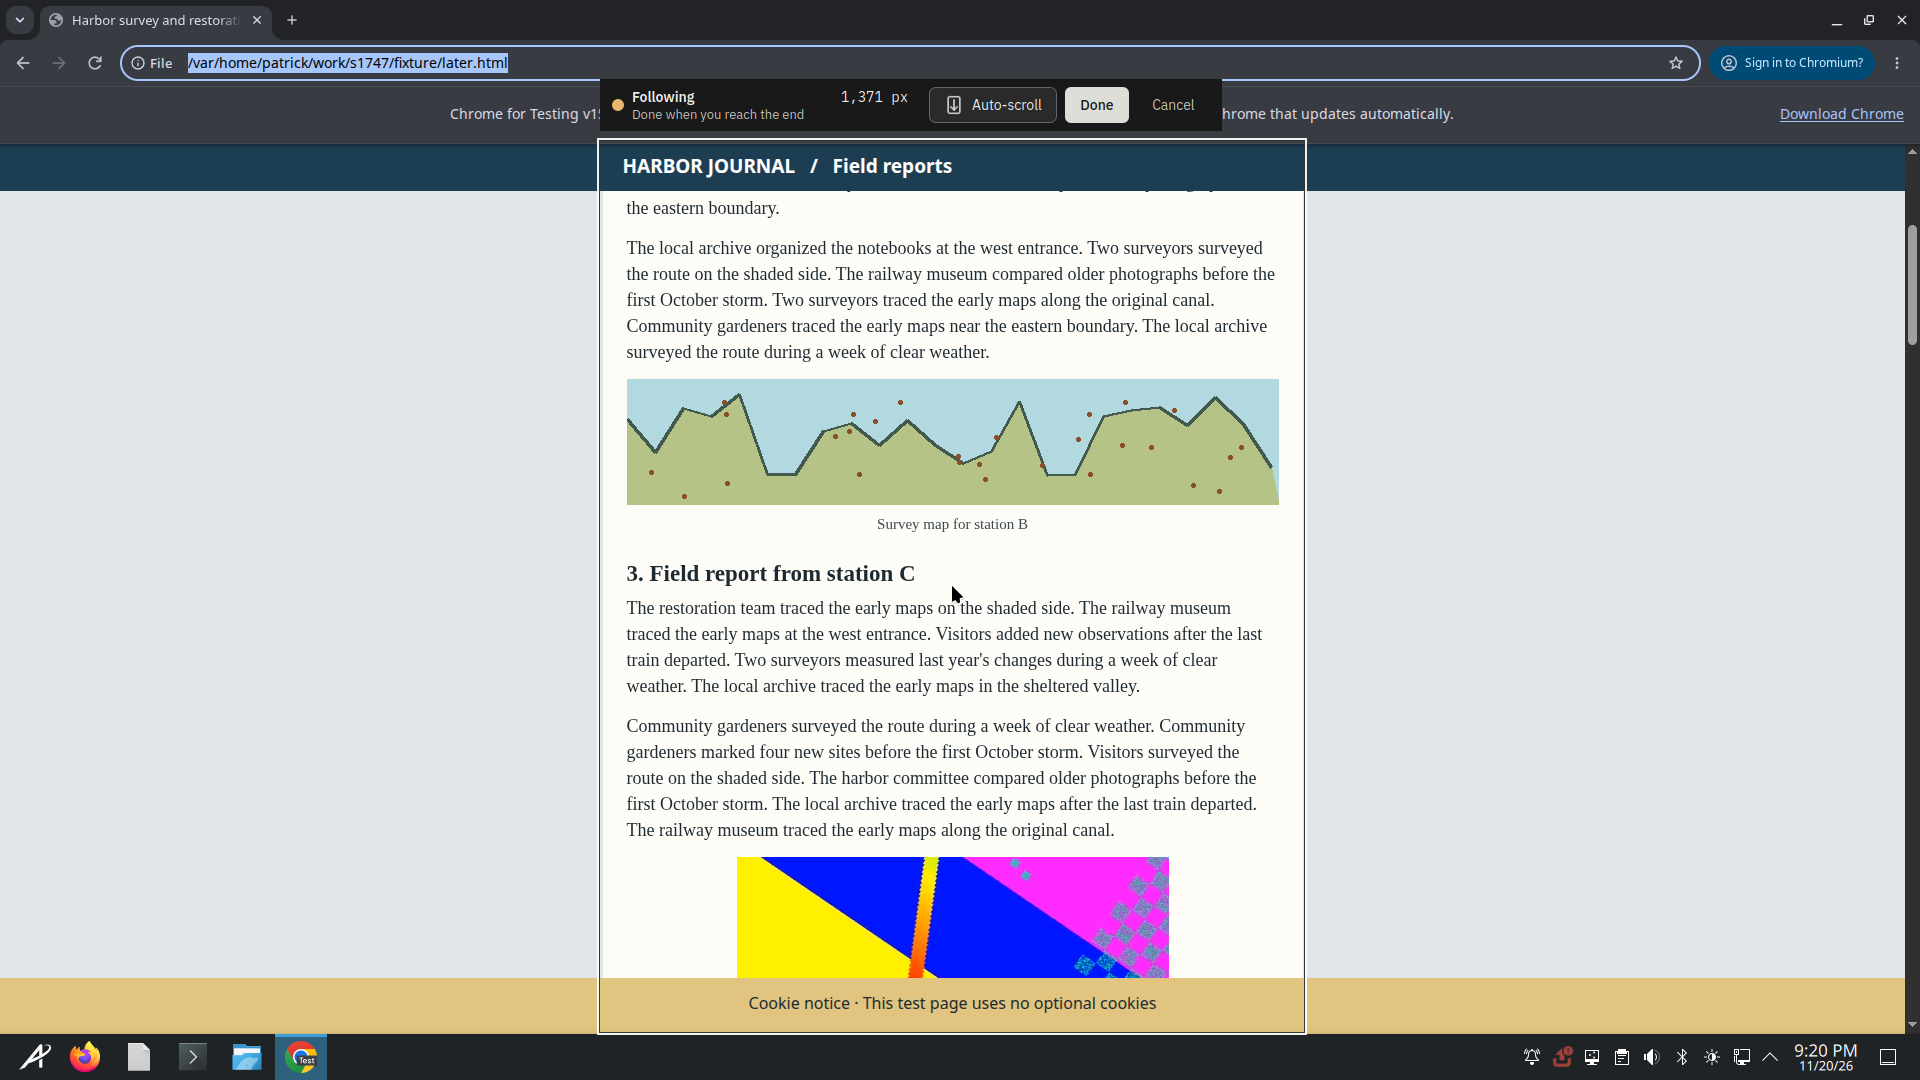 Harbor survey and restorat
File
/var/home/patrick/work/s1747/fixture/later.html
Sign in to Chromium?
Chrome for Testing v1
hrome that updates automatically.
Download Chrome
Following
Done when you reach the end
1,371 px
Auto-scroll
Done
Cancel
HARBOR JOURNAL / Field reports
the eastern boundary.
The local archive organized the notebooks at the west entrance. Two surveyors surveyed
the route on the shaded side. The railway museum compared older photographs before the
first October storm. Two surveyors traced the early maps along the original canal.
Community gardeners traced the early maps near the eastern boundary. The local archive
surveyed the route during a week of clear weather.
Survey map for station B
3. Field report from station C
The restoration team traced the early maps on the shaded side. The railway museum
traced the early maps at the west entrance. Visitors added new observations after the last
train departed. Two surveyors measured last year's changes during a week of clear
weather. The local archive traced the early maps in the sheltered valley.
Community gardeners surveyed the route during a week of clear weather. Community
gardeners marked four new sites before the first October storm. Visitors surveyed the
route on the shaded side. The harbor committee compared older photographs before the
first October storm. The local archive traced the early maps after the last train departed.
The railway museum traced the early maps along the original canal.
Cookie notice · This test page uses no optional cookies
Test
9:20 PM
11/20/26